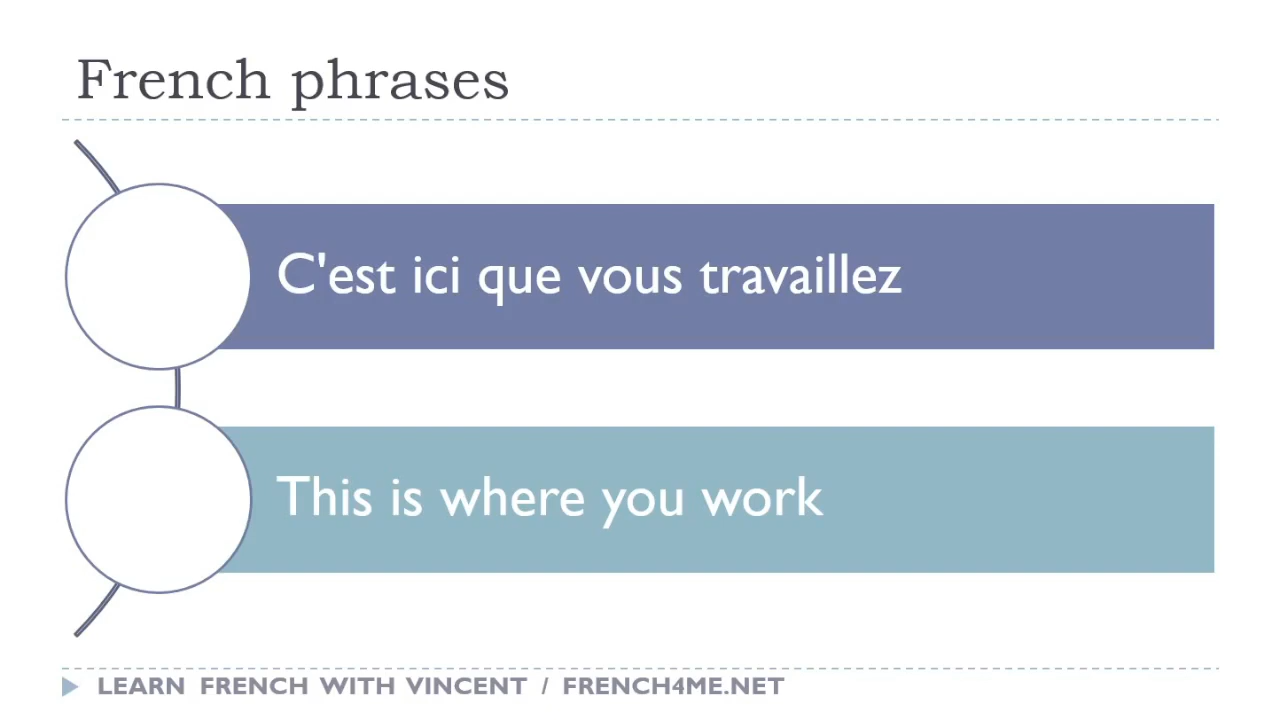 French phrases
C'est ici que vous travaillez
This is where you work
LEARN FRENCH WITH VINCENT / FRENCH4ME.NET